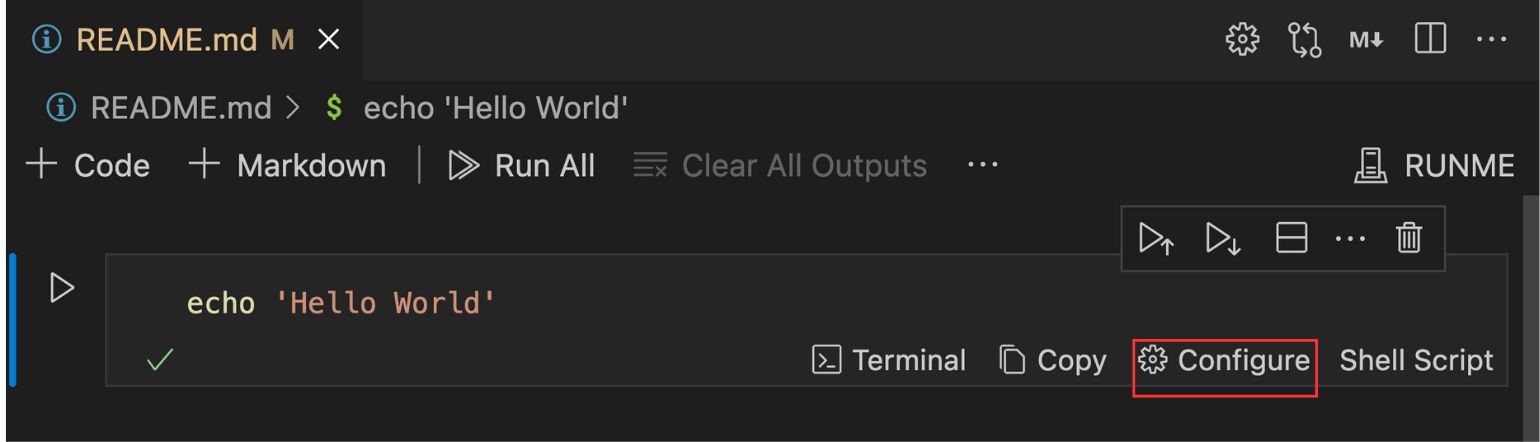 README.md M
M
README.md > $ echo 'Hello World'
+ Code + Markdown | Run All Clear All Outputs ... RUNME
echo 'Hello World'
Terminal Copy Configure Shell Script